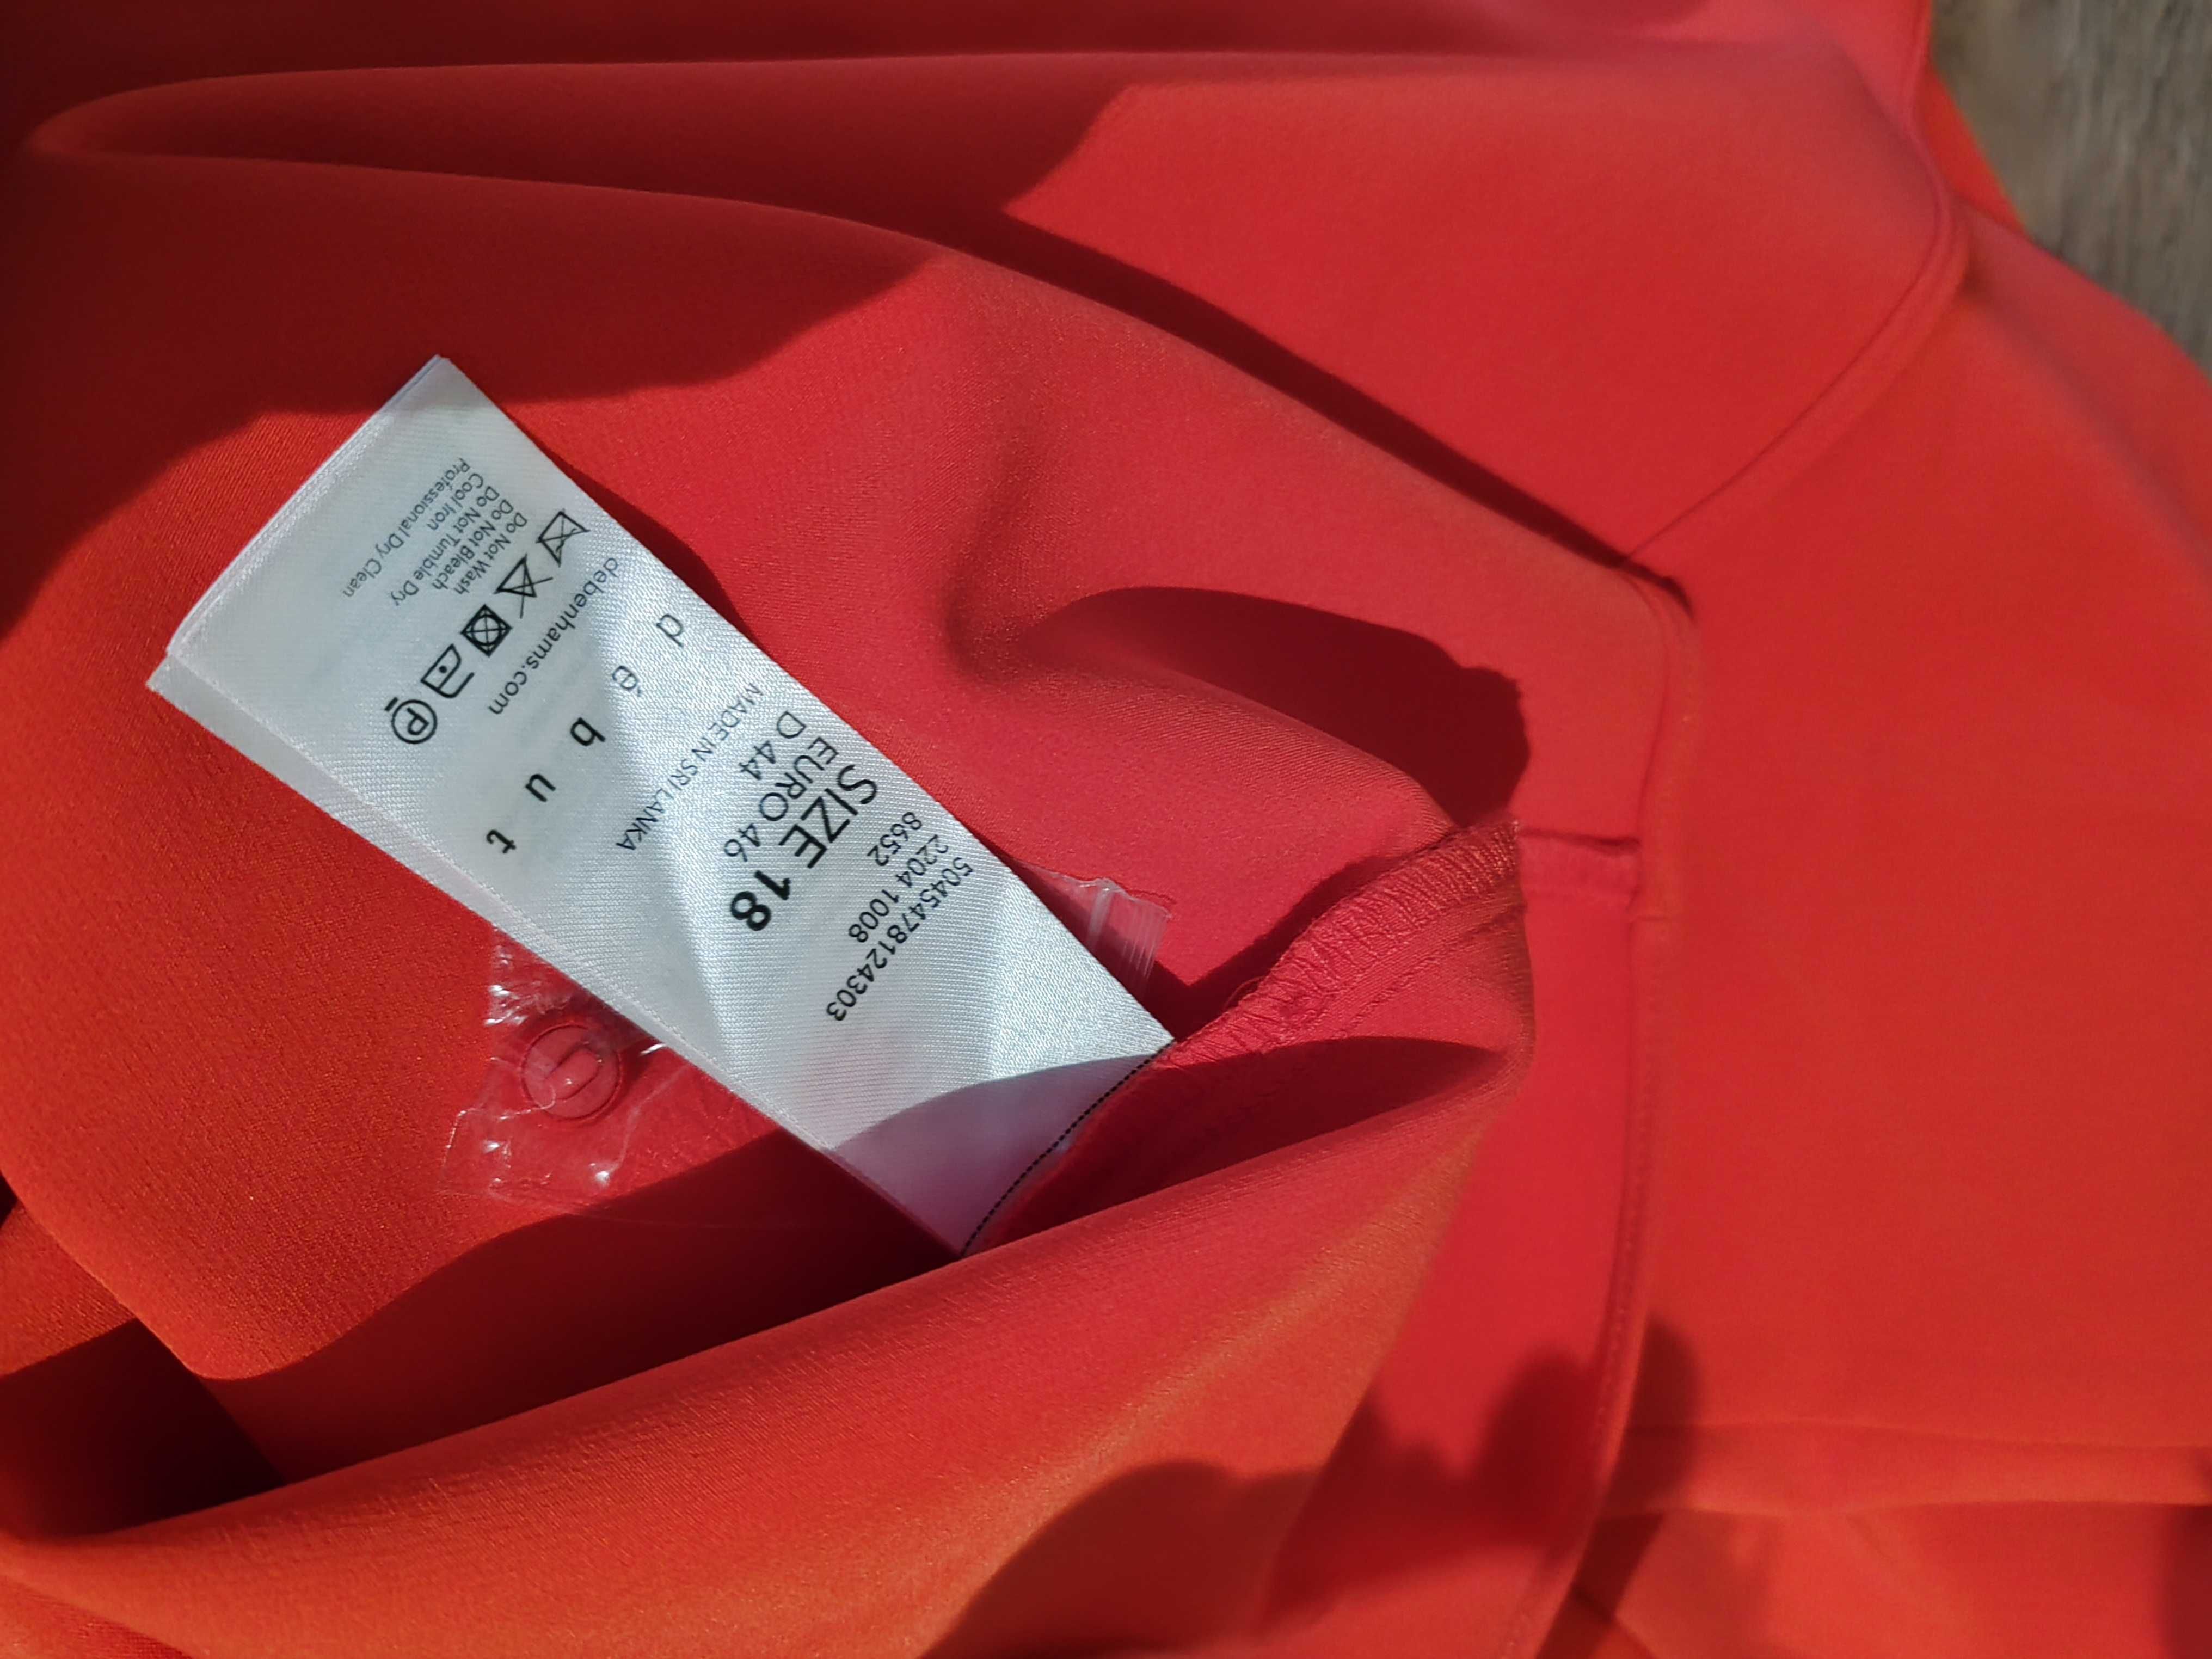 5045478124303
2204 1008
8652
SIZE 18
EURO 46
D 44
MADE IN SRI LANKA
début
debenhams.com
Do Not Wash
Do Not Bleach
Do Not Tumble Dry
Cool Iron
Professional Dry Clean